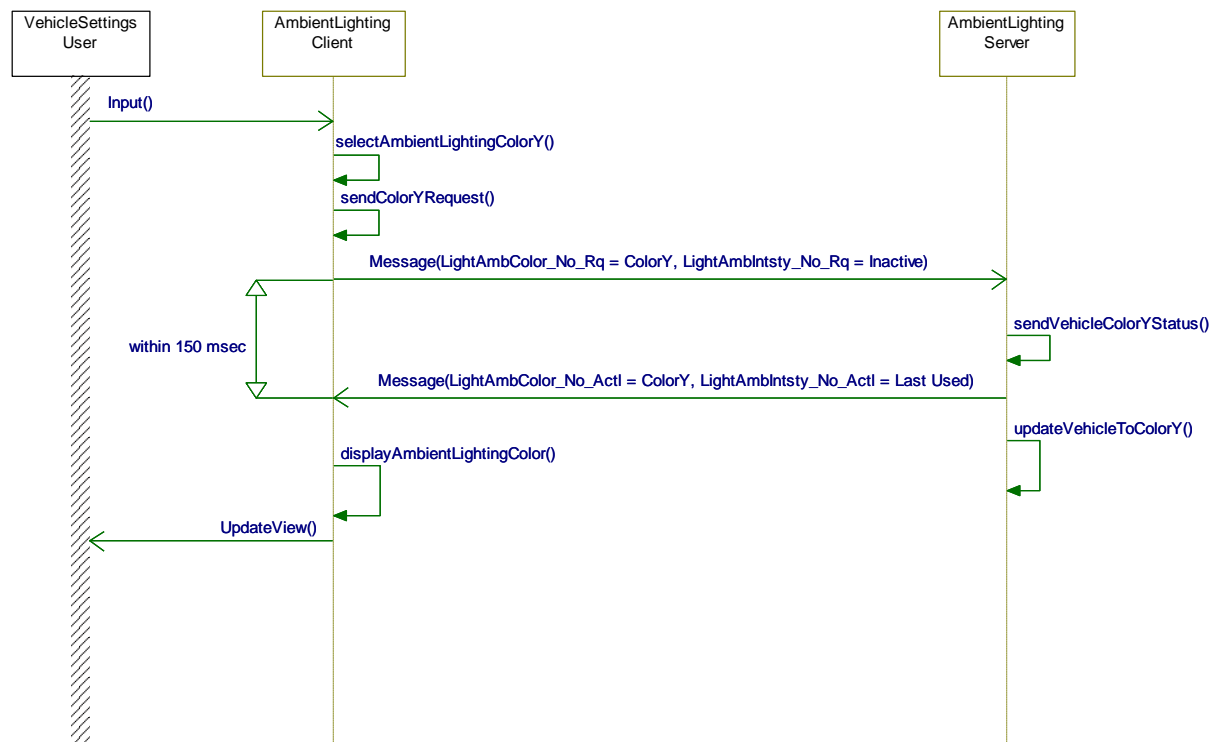 VehicleSettings
User
AmbientLighting
Client
AmbientLighting
Server
Input()
selectAmbientLightingColorY()
sendColorYRequest()
Message(LightAmbColor_No_Rq = ColorY, LightAmbIntsty_No_Rq = Inactive)
sendVehicleColorYStatus()
within 150 msec
Message(LightAmbColor_No_Actl = ColorY, LightAmbIntsty_No_Actl = Last Used)
updateVehicleToColorY()
displayAmbientLightingColor()
UpdateView()